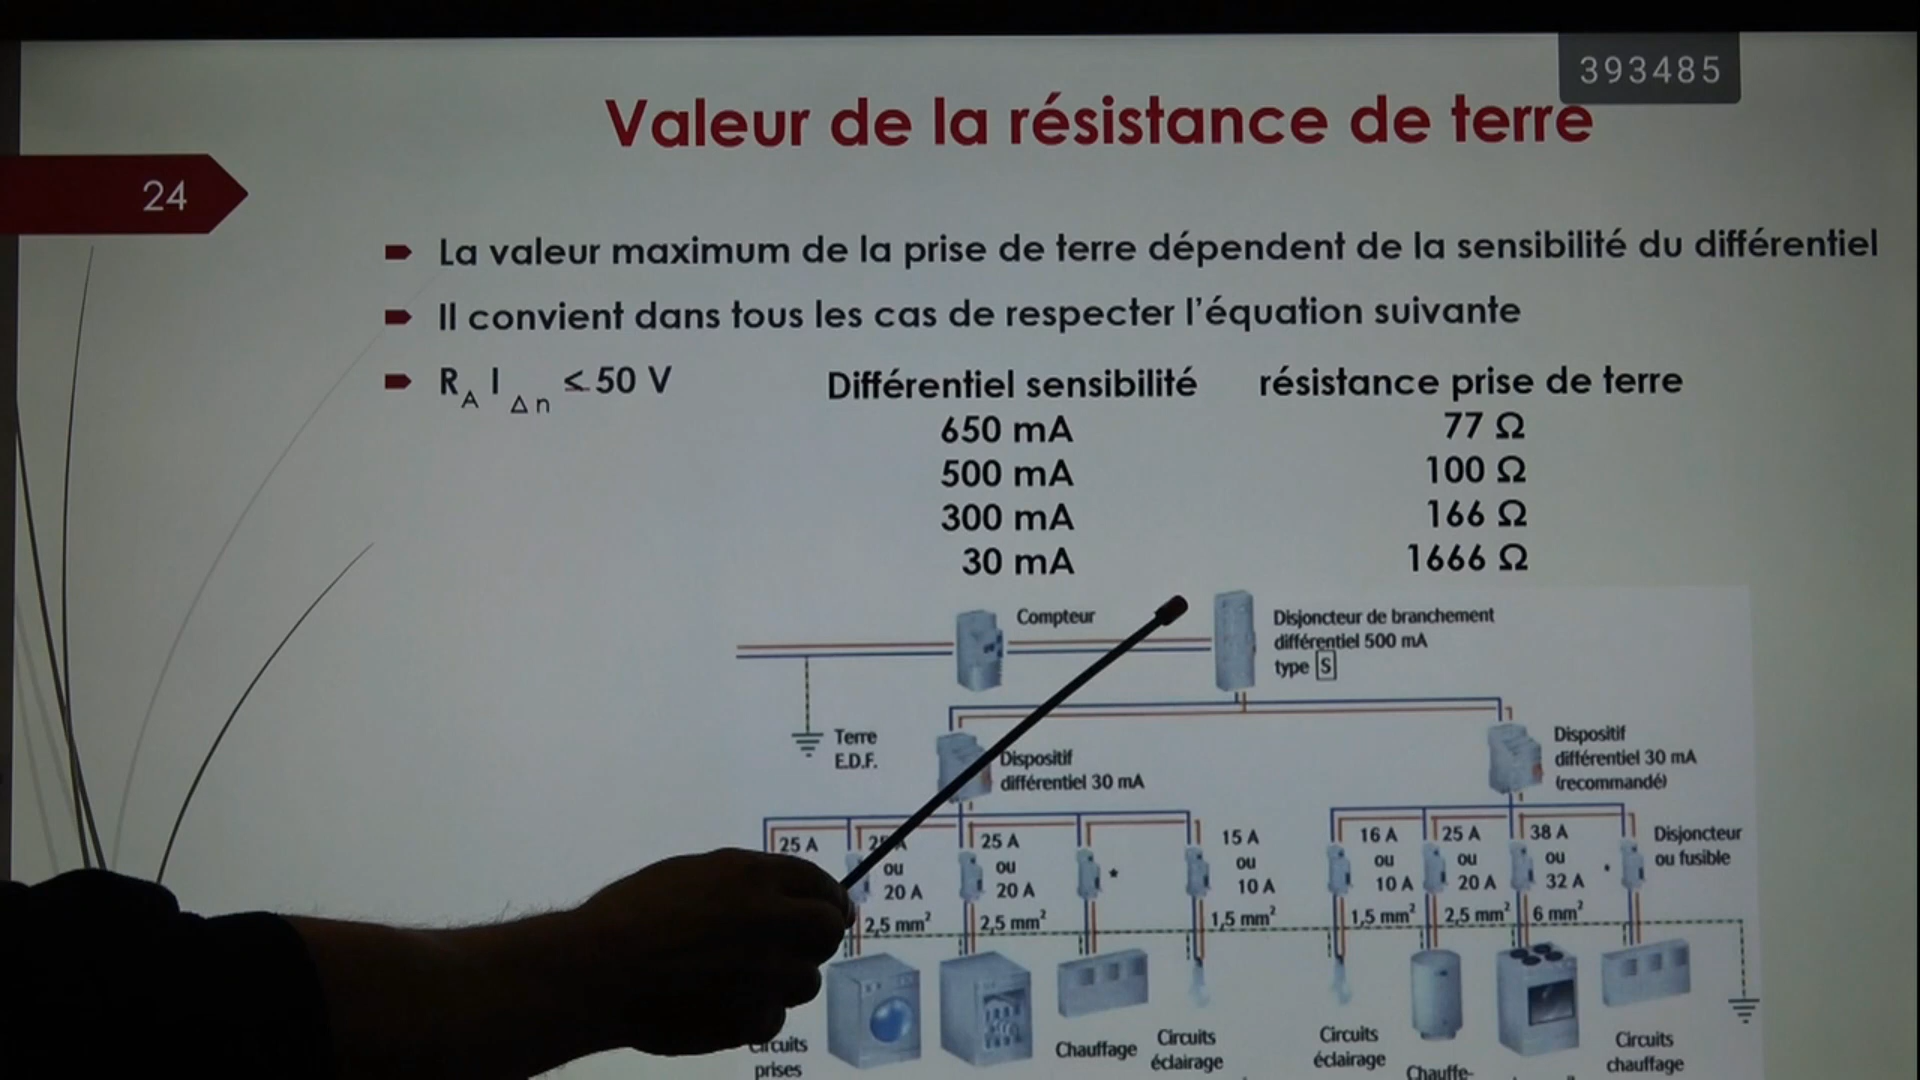 393485
Valeur de la résistance de terre
24
La valeur maximum de la prise de terre dépendent de la sensibilité du différentiel
Il convient dans tous les cas de respecter l'équation suivante
R A I Δ n ≤ 50 V
Différentiel sensibilité résistance prise de terre
650 mA 77 Ω
500 mA 100 Ω
300 mA 166 Ω
30 mA 1666 Ω
Compteur
Disjoncteur de branchement
différentiel 500 mA
type S
Terre
E.D.F.
Dispositif
différentiel 30 mA
Dispositif
différentiel 30 mA
(recommandé)
25 A
ou
20 A
2,5 mm²
25 A
ou
20 A
2,5 mm²
*
15 A
ou
10 A
1,5 mm²
16 A
ou
10 A
1,5 mm²
25 A
ou
20 A
2,5 mm²
38 A
ou
32 A
6 mm²
Disjoncteur
ou fusible
Circuits
prises
Chauffage
Circuits
éclairage
Circuits
éclairage
Chauffe-
Circuits
chauffage